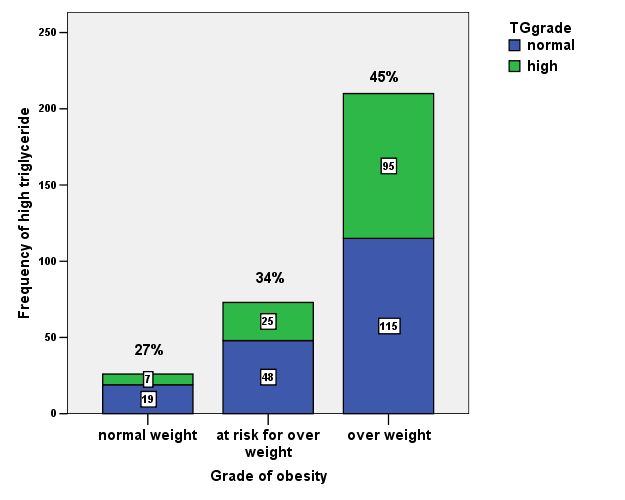 TGgrade
normal
high
Frequency of high triglyceride
250
200
150
100
50
0
27%
7
19
34%
25
48
45%
95
115
normal weight
at risk for over
weight
over weight
Grade of obesity